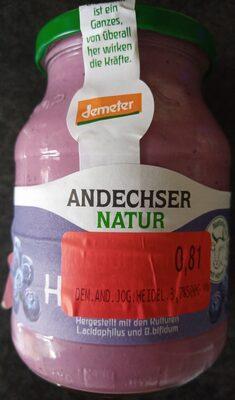 ist ein
Ganzes,
von überall
her wirken
die Kräfte.
demeter
ANDECHSER
NATUR
0,81
DEM.AND.JOG.HEIDEL.3,
H
Hergestellt mit den Kulturen
L.acidophilus und B.bifidum